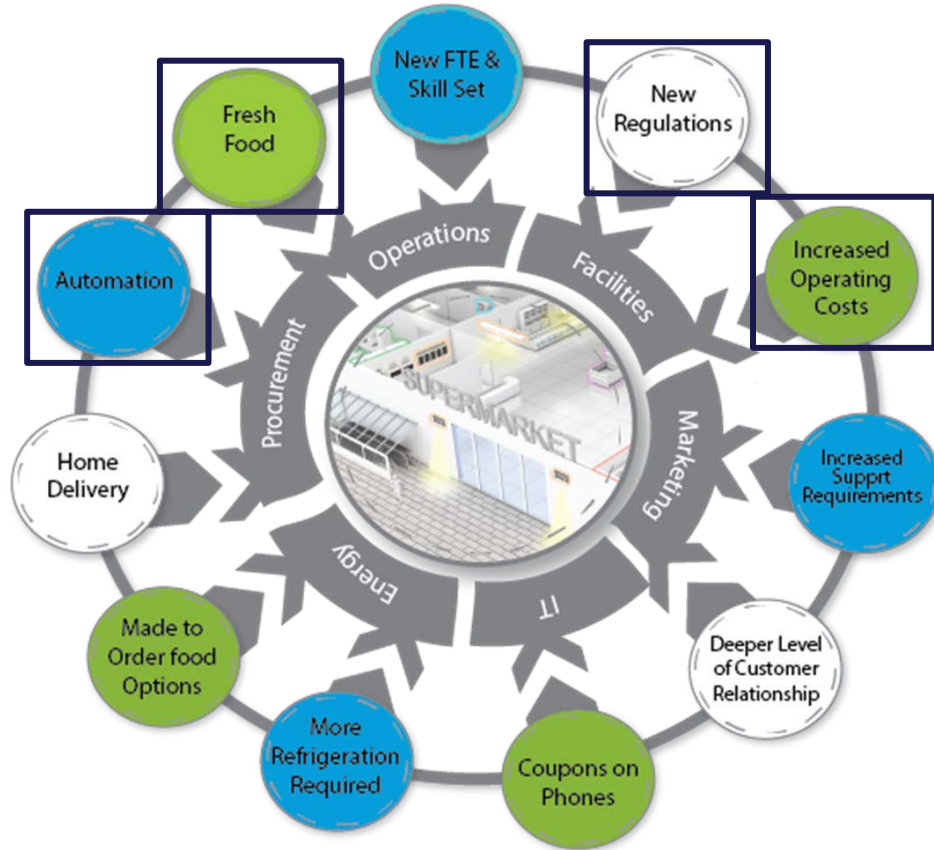 New FTE &
Skill Set
New
Regulations
Increased
Operating
Costs
Increased
Supprt
Requirements
Deeper Level
of Customer
Relationship
Coupons on
Phones
More
Refrigeration
Required
Made to
Order food
Options
Home
Delivery
Automation
Fresh
Food
Operations
Facilities
Marketing
IT
Energy
Procurement
SUPERMARKET